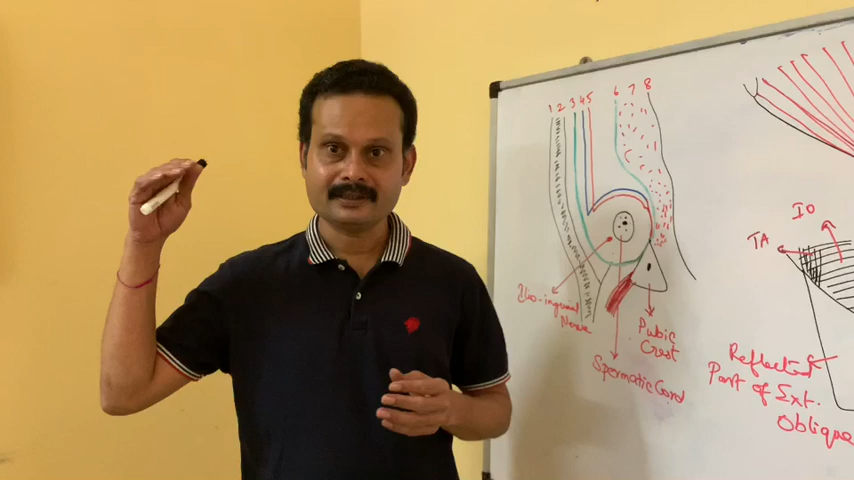 1 2 3 4 5 6 7 8
IO
TA
Ilio-inguinal
Nerve
Pubic
Crest
Spermatic Cord
Reflected
Part of Ext.
Oblique